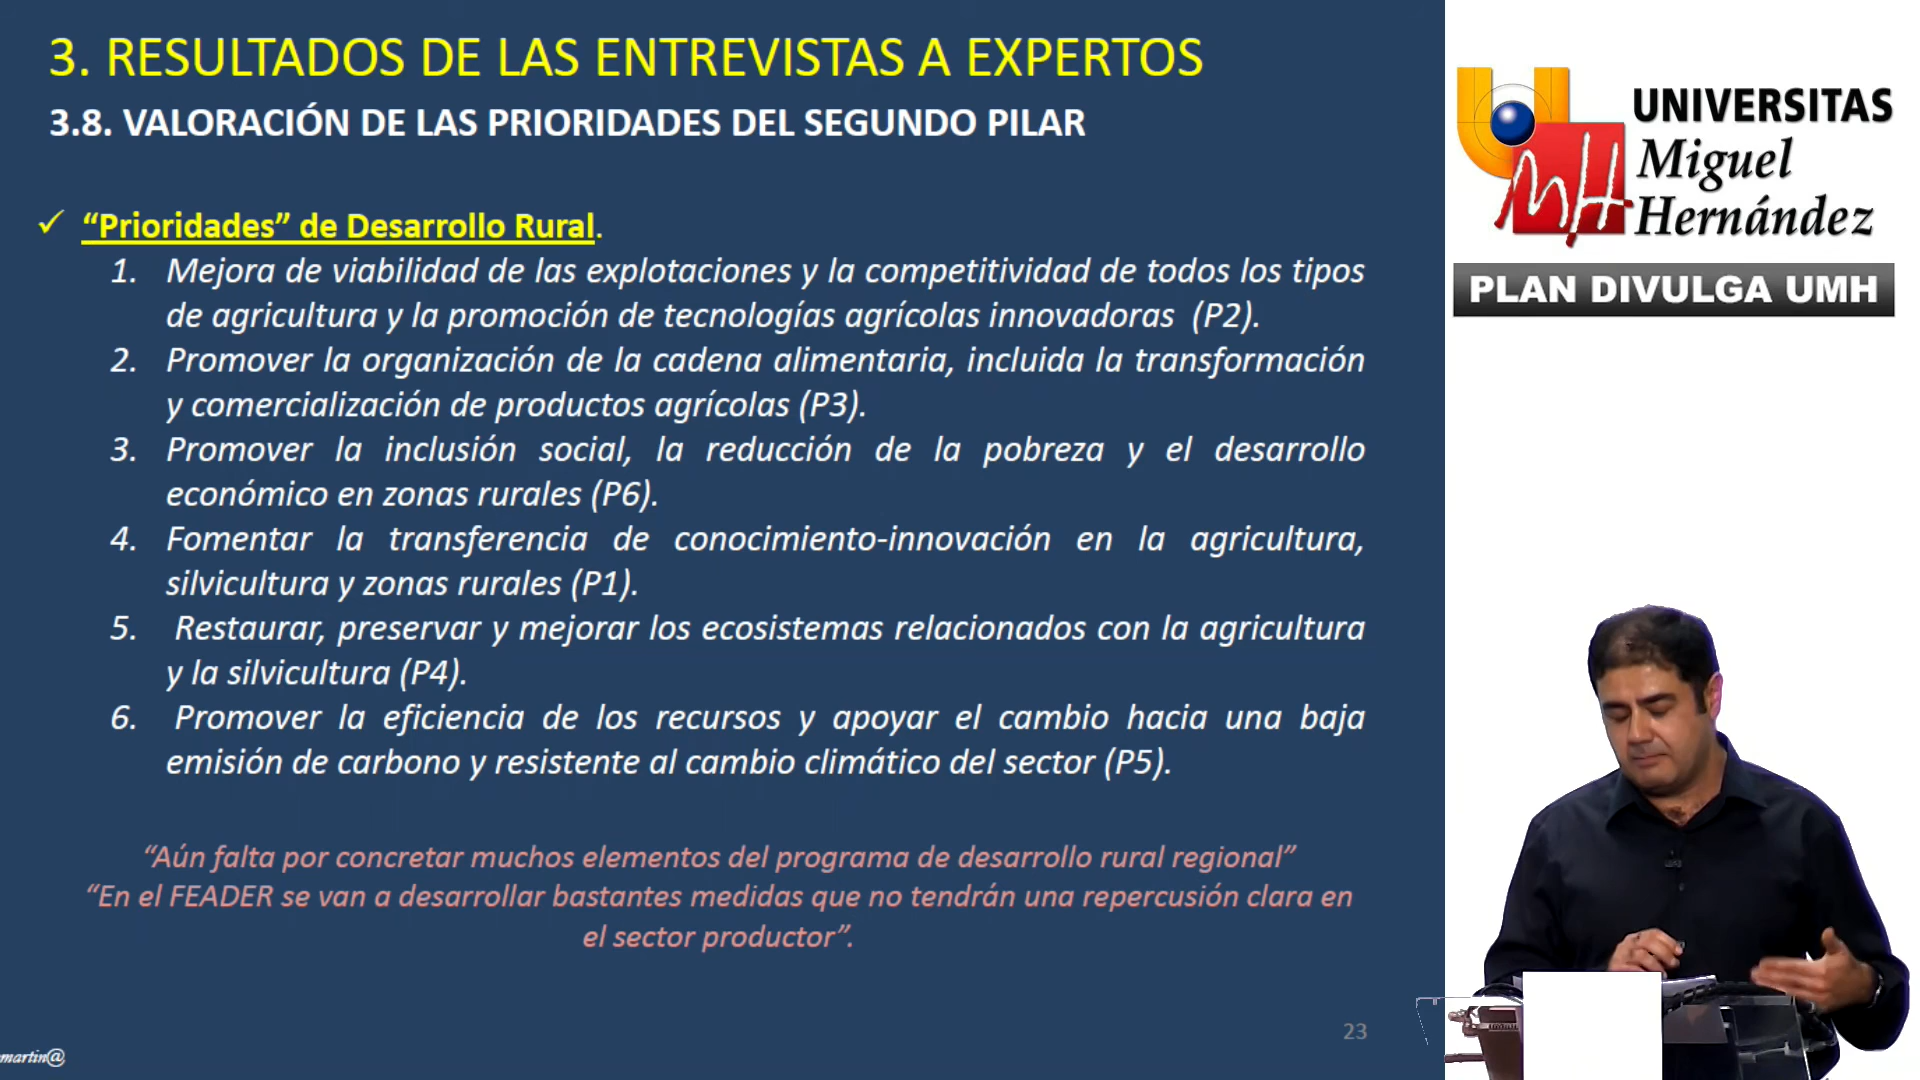 3. RESULTADOS DE LAS ENTREVISTAS A EXPERTOS
3.8. VALORACIÓN DE LAS PRIORIDADES DEL SEGUNDO PILAR
✓ “Prioridades” de Desarrollo Rural.
1. Mejora de viabilidad de las explotaciones y la competitividad de todos los tipos
de agricultura y la promoción de tecnologías agrícolas innovadoras (P2).
2. Promover la organización de la cadena alimentaria, incluida la transformación
y comercialización de productos agrícolas (P3).
3. Promover la inclusión social, la reducción de la pobreza y el desarrollo
económico en zonas rurales (P6).
4. Fomentar la transferencia de conocimiento-innovación en la agricultura,
silvicultura y zonas rurales (P1).
5. Restaurar, preservar y mejorar los ecosistemas relacionados con la agricultura
y la silvicultura (P4).
6. Promover la eficiencia de los recursos y apoyar el cambio hacia una baja
emisión de carbono y resistente al cambio climático del sector (P5).
“Aún falta por concretar muchos elementos del programa de desarrollo rural regional”
“En el FEADER se van a desarrollar bastantes medidas que no tendrán una repercusión clara en
el sector productor”.
23
martin@
UMH
UNIVERSITAS
Miguel
Hernández
PLAN DIVULGA UMH